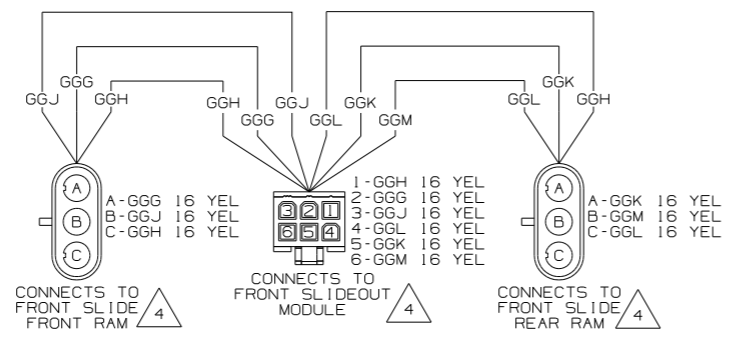 GGJ
GGG
GGH
GGH
GGG
GGJ
GGL
GGK
GGM
GGL
GGK
GGH
A
B
C
A-GGG 16 YEL
B-GGJ 16 YEL
C-GGH 16 YEL
CONNECTS TO
FRONT SLIDE
FRONT RAM
4
3 2 1
6 5 4
1-GGH 16 YEL
2-GGG 16 YEL
3-GGJ 16 YEL
4-GGL 16 YEL
5-GGK 16 YEL
6-GGM 16 YEL
CONNECTS TO
FRONT SLIDEOUT
MODULE
4
A
B
C
A-GGK 16 YEL
B-GGM 16 YEL
C-GGL 16 YEL
CONNECTS TO
FRONT SLIDE
REAR RAM
4